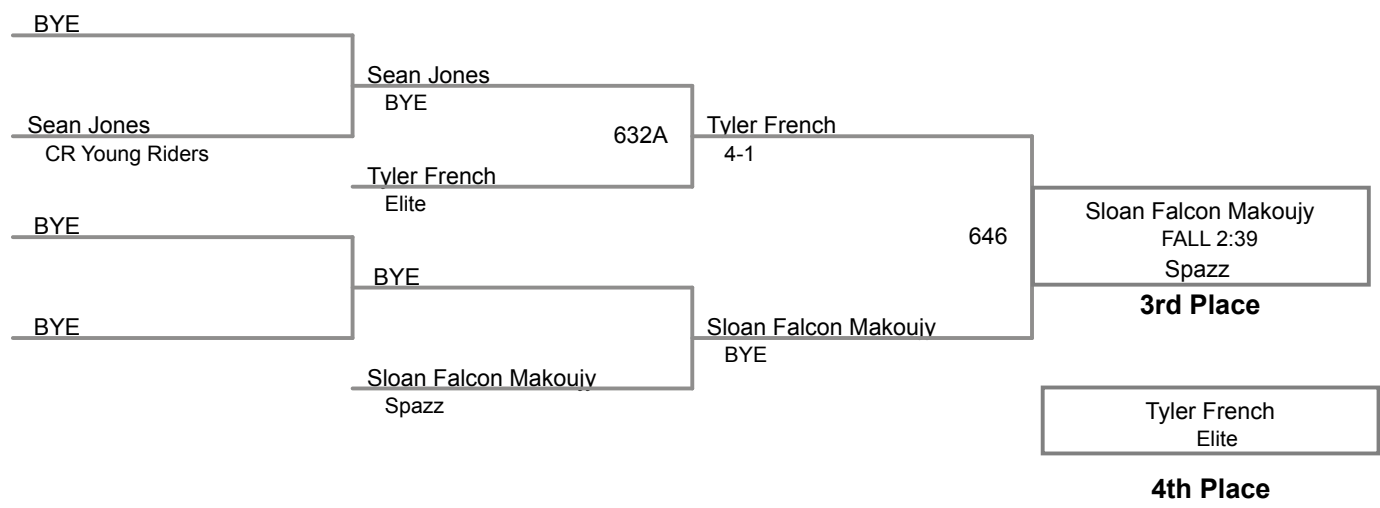 BYE
Sean Jones
BYE
Sean Jones
CR Young Riders
632A
Tyler French
4-1
Tyler French
Elite
BYE
646
Sloan Falcon Makoujy
FALL 2:39
Spazz
3rd Place
BYE
BYE
Sloan Falcon Makoujy
BYE
Sloan Falcon Makoujy
Spazz
Tyler French
Elite
4th Place